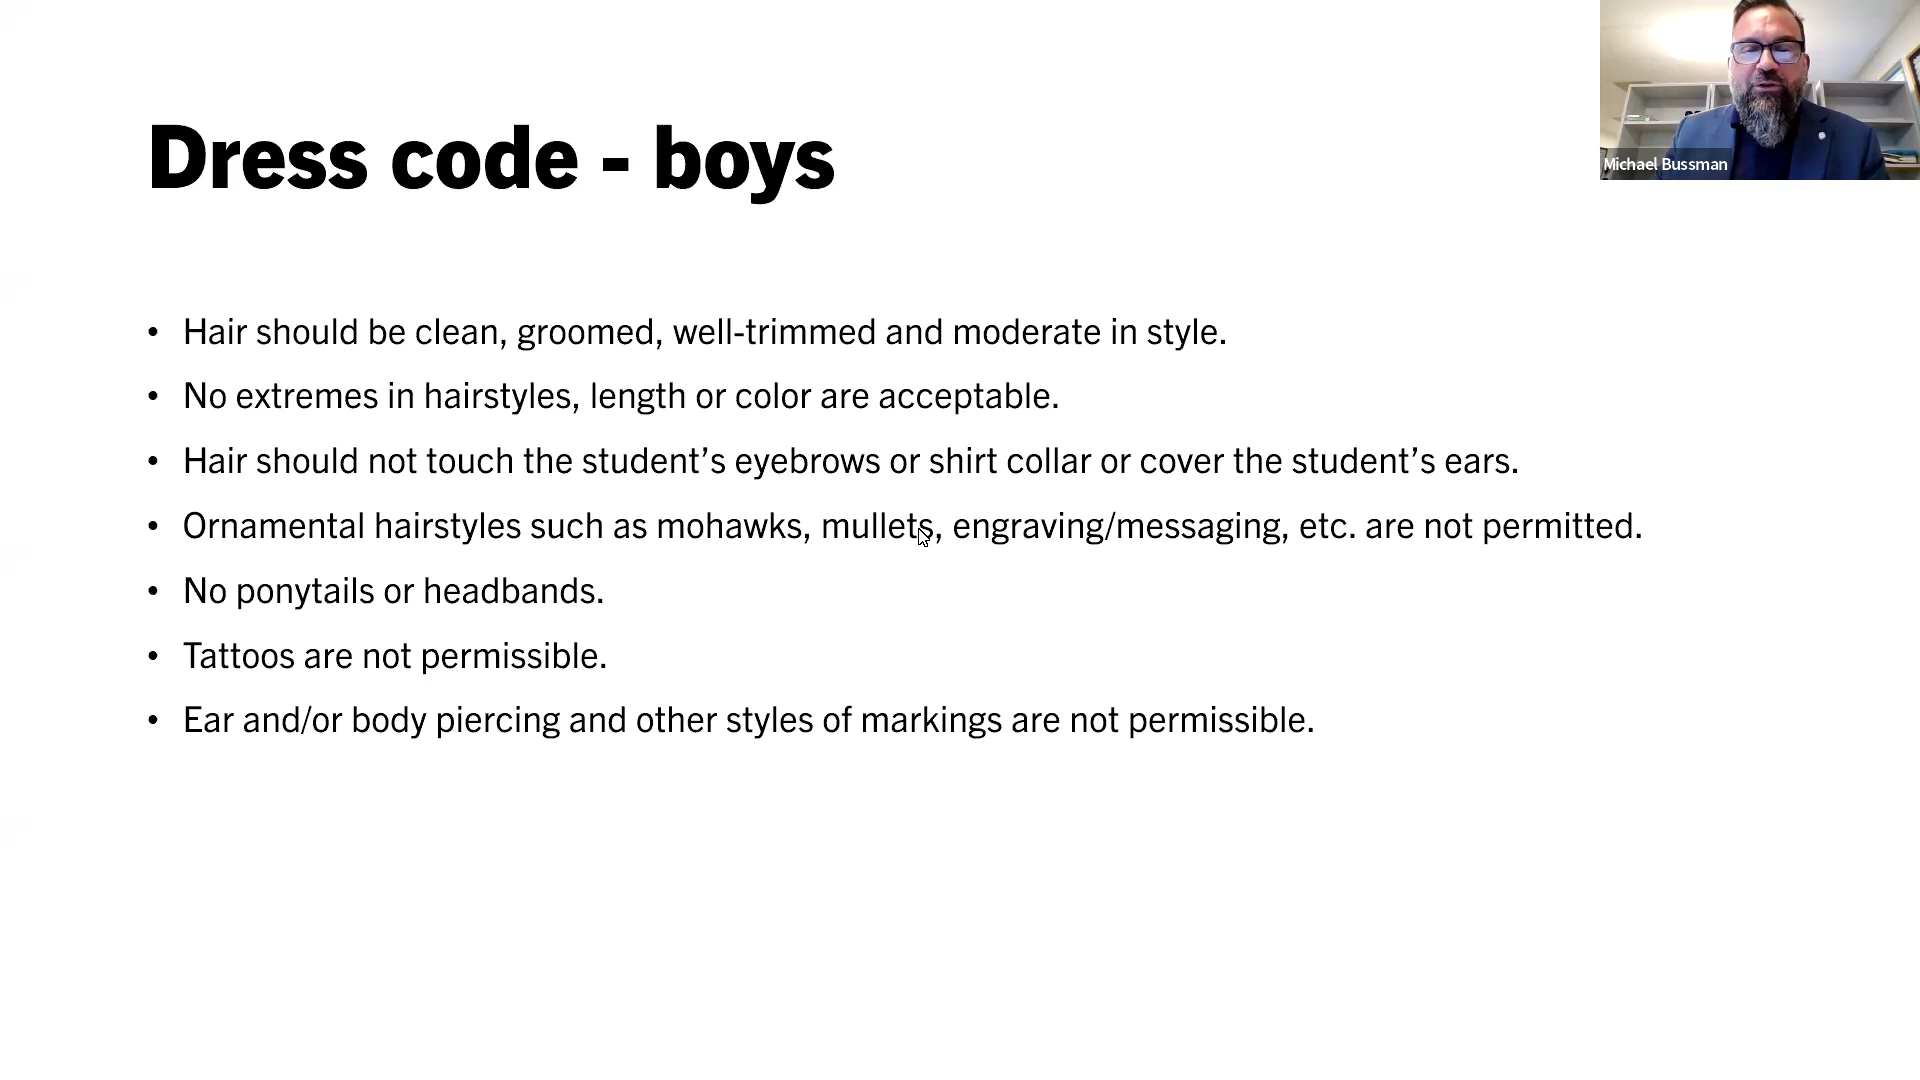 Dress code - boys
Michael Bussman
• Hair should be clean, groomed, well-trimmed and moderate in style.
• No extremes in hairstyles, length or color are acceptable.
• Hair should not touch the student’s eyebrows or shirt collar or cover the student’s ears.
• Ornamental hairstyles such as mohawks, mullets, engraving/messaging, etc. are not permitted.
• No ponytails or headbands.
• Tattoos are not permissible.
• Ear and/or body piercing and other styles of markings are not permissible.